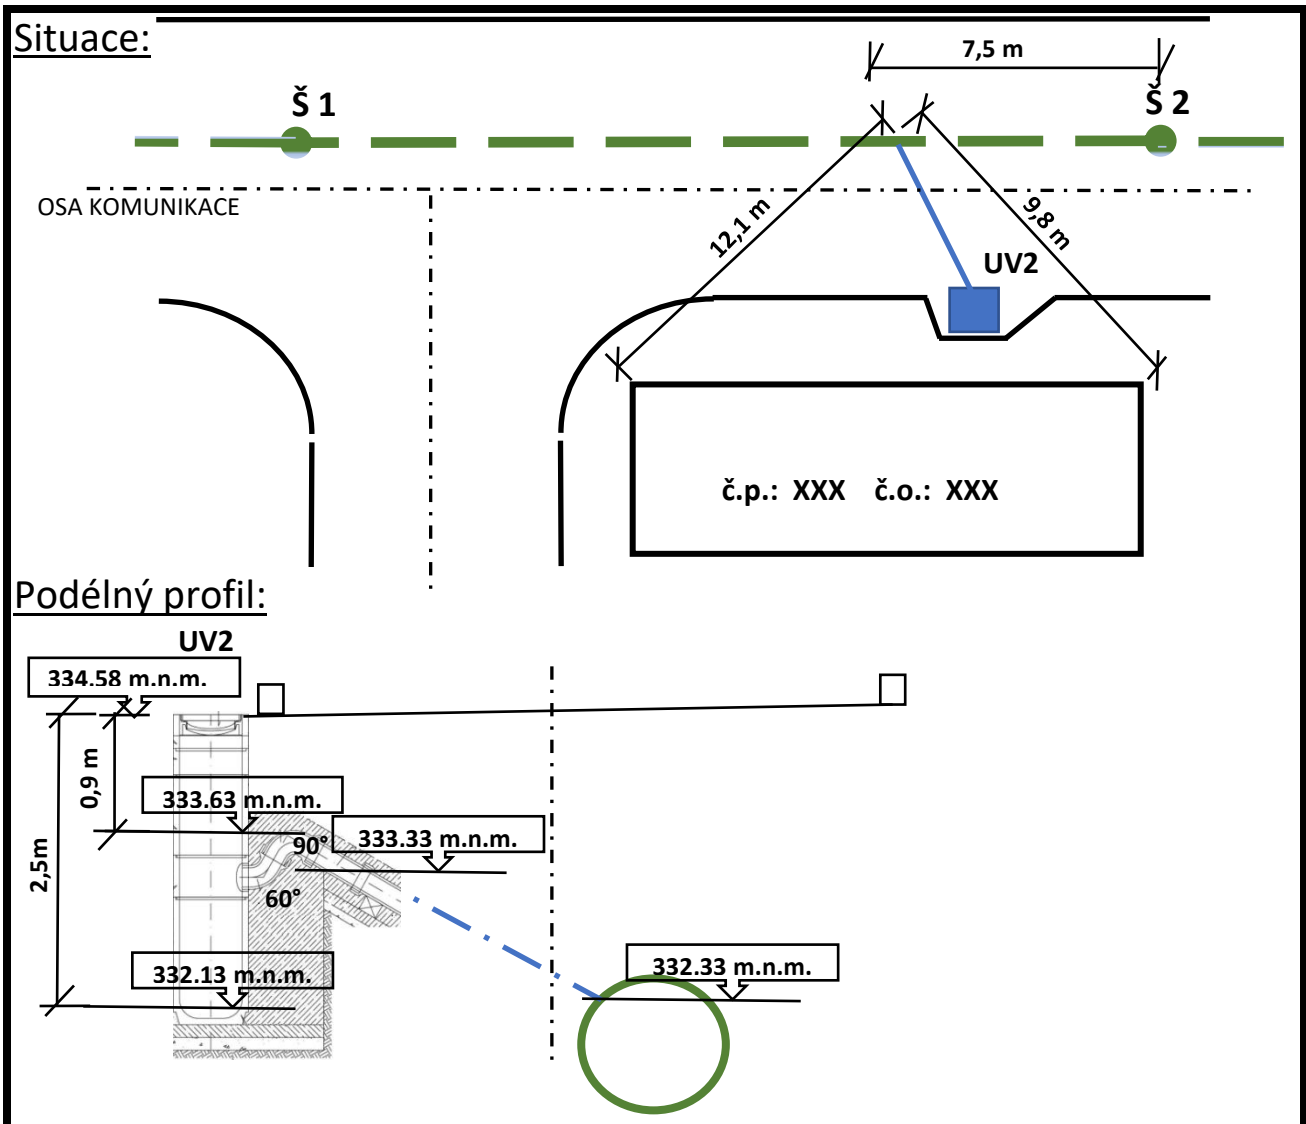 Situace:
7,5 m
Š 1
Š 2
OSA KOMUNIKACE
12,1 m
9,8 m
UV2
č.p.: XXX č.o.: XXX
Podélný profil:
UV2
334.58 m.n.m.
0,9 m
333.63 m.n.m.
90°
333.33 m.n.m.
2,5m
60°
332.13 m.n.m.
332.33 m.n.m.